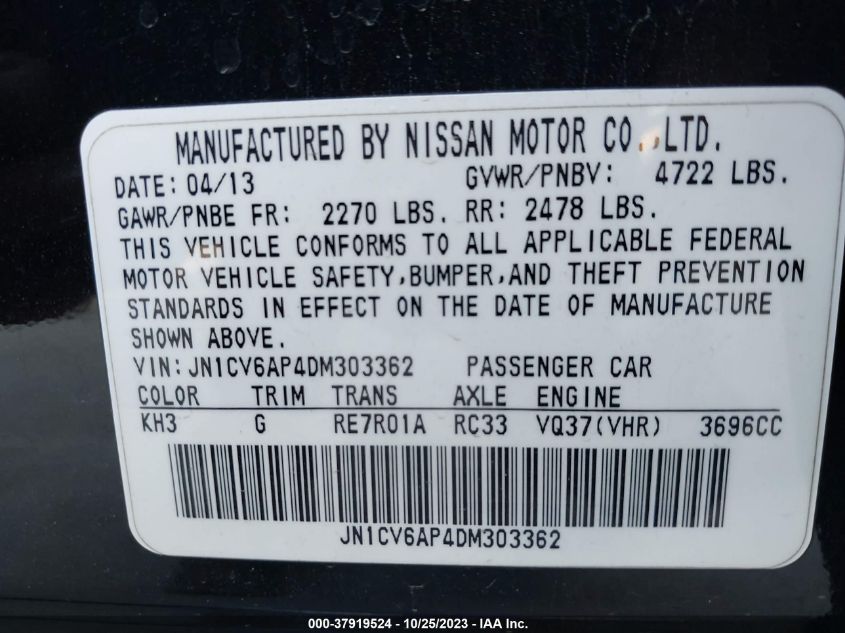 MANUFACTURED BY NISSAN MOTOR CO.,LTD.
DATE: 04/13 GVWR/PNBV: 4722 LBS.
GAWR/PNBE FR: 2270 LBS. RR: 2478 LBS.
THIS VEHICLE CONFORMS TO ALL APPLICABLE FEDERAL
MOTOR VEHICLE SAFETY,BUMPER,AND THEFT PREVENTION
STANDARDS IN EFFECT ON THE DATE OF MANUFACTURE
SHOWN ABOVE.
VIN:JN1CV6AP4DM303362 PASSENGER CAR
COLOR TRIM TRANS AXLE ENGINE
KH3 G RE7R01A RC33 VQ37(VHR) 3696CC
JN1CV6AP4DM303362
000-37919524 - 10/25/2023 - IAA Inc.